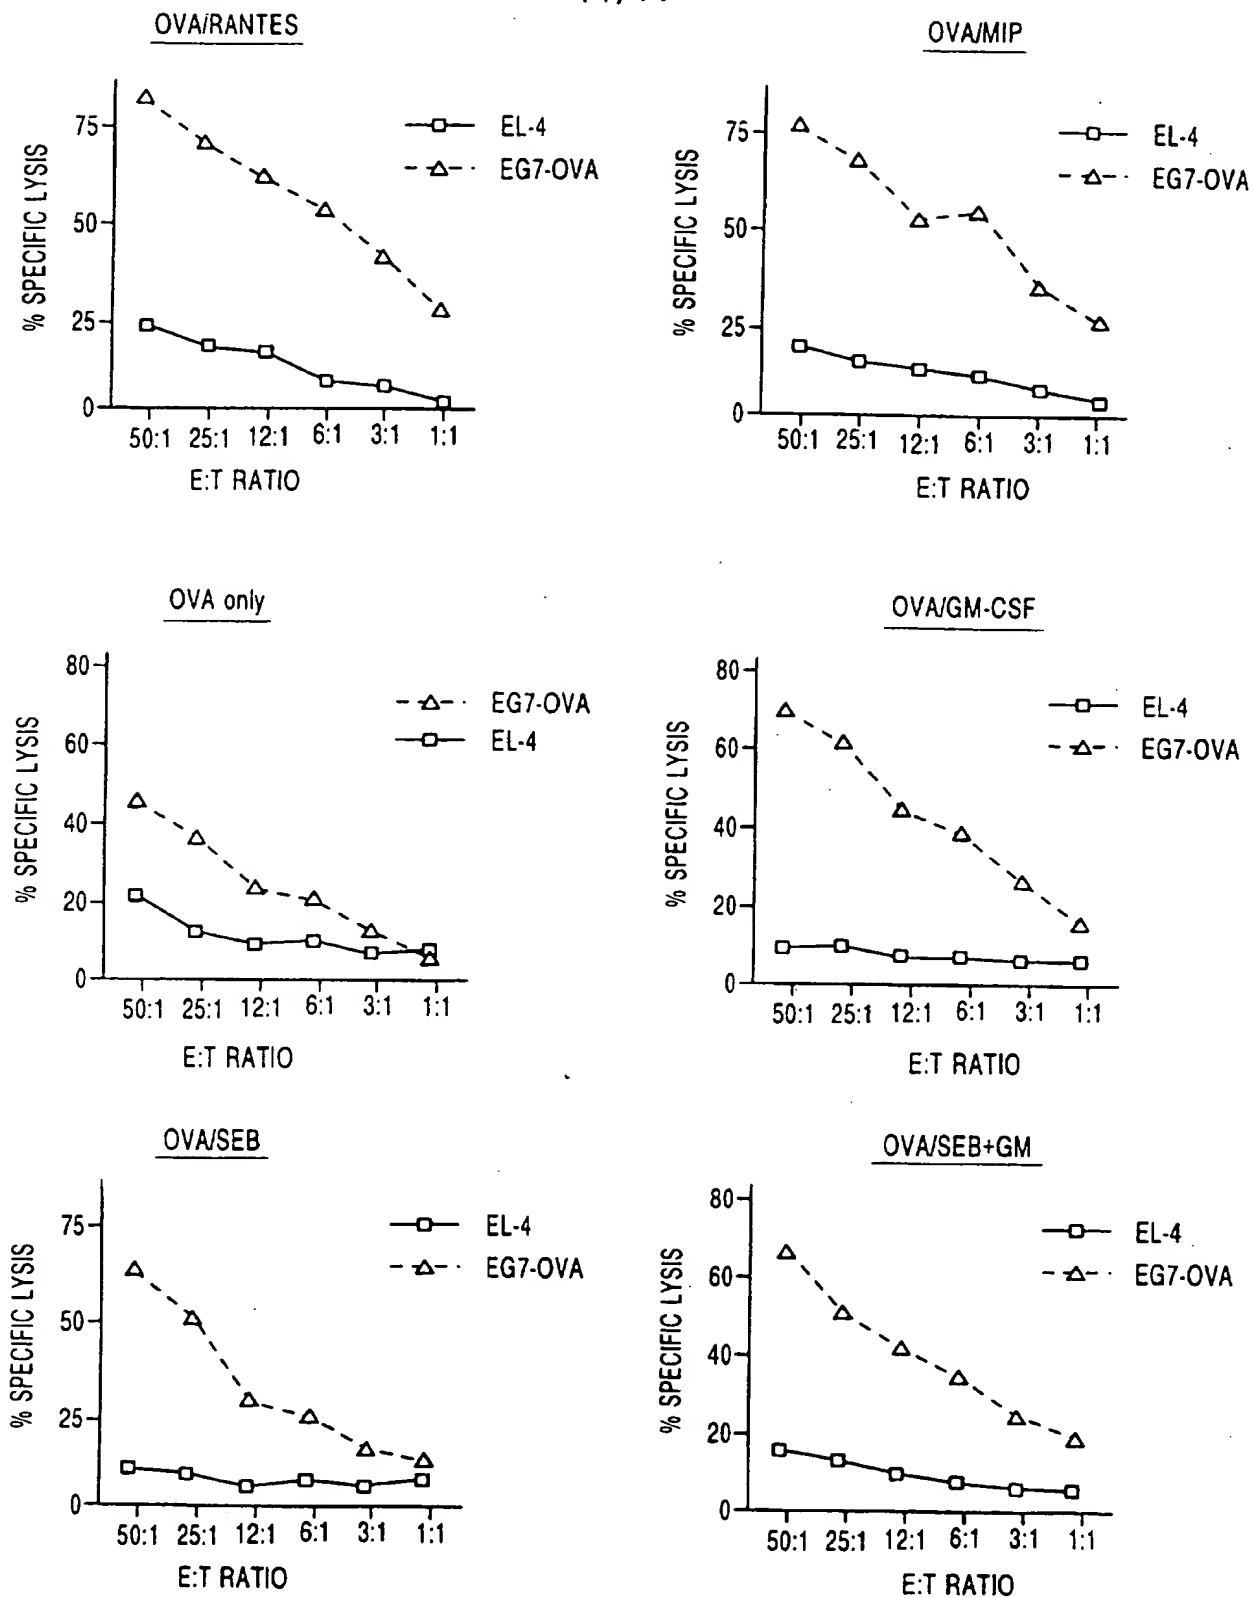 OVA/RANTES
% SPECIFIC LYSIS
75
50
25
0
EL-4
EG7-OVA
50:1 25:1 12:1 6:1 3:1 1:1
E:T RATIO
OVA/MIP
% SPECIFIC LYSIS
75
50
25
0
EL-4
EG7-OVA
50:1 25:1 12:1 6:1 3:1 1:1
E:T RATIO
OVA only
% SPECIFIC LYSIS
80
60
40
20
0
EG7-OVA
EL-4
50:1 25:1 12:1 6:1 3:1 1:1
E:T RATIO
OVA/GM-CSF
% SPECIFIC LYSIS
80
60
40
20
0
EL-4
EG7-OVA
50:1 25:1 12:1 6:1 3:1 1:1
E:T RATIO
OVA/SEB
% SPECIFIC LYSIS
75
50
25
0
EL-4
EG7-OVA
50:1 25:1 12:1 6:1 3:1 1:1
E:T RATIO
OVA/SEB+GM
% SPECIFIC LYSIS
80
60
40
20
0
EL-4
EG7-OVA
50:1 25:1 12:1 6:1 3:1 1:1
E:T RATIO